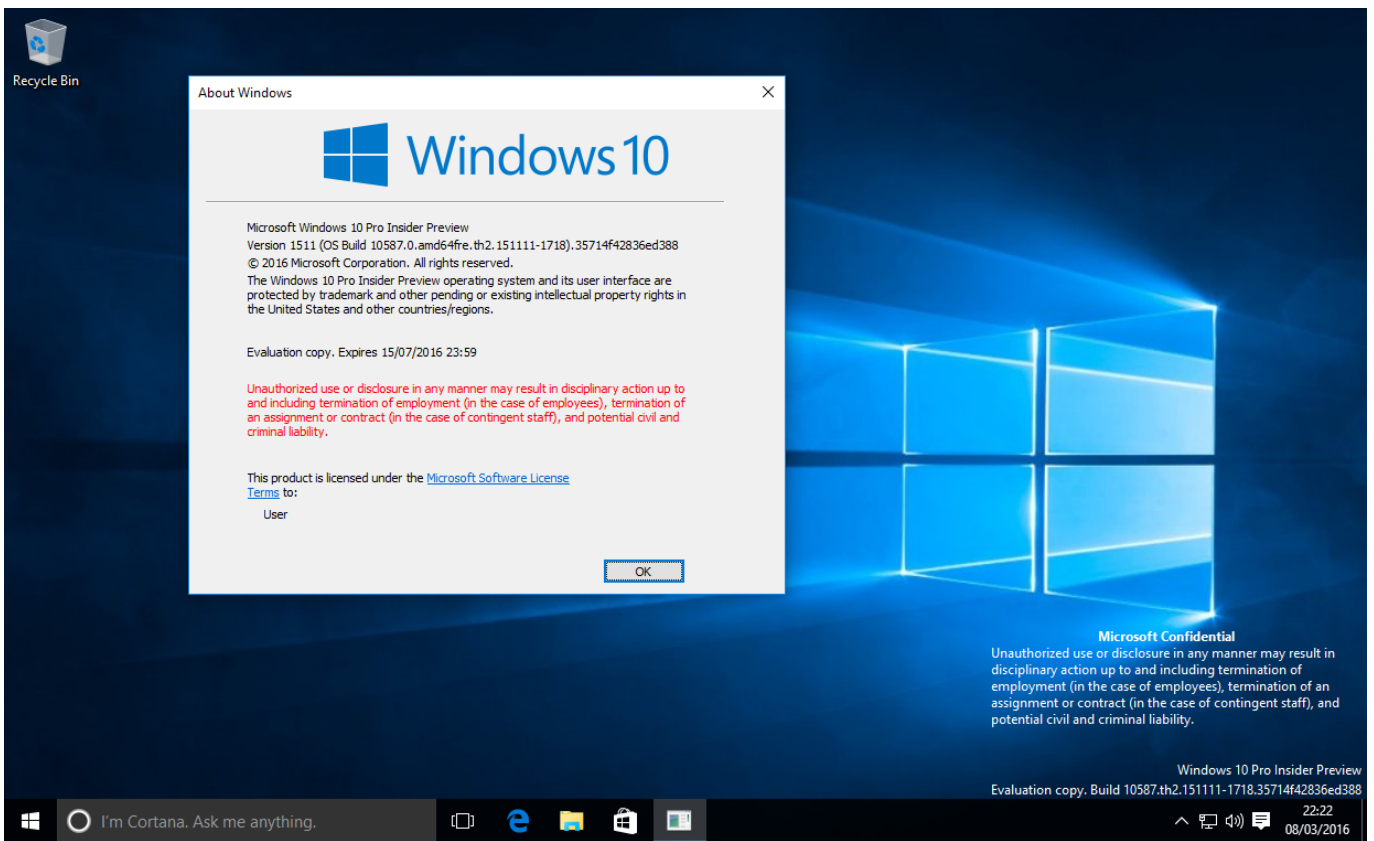 Recycle Bin
About Windows
Windows 10
Microsoft Windows 10 Pro Insider Preview
Version 1511 (OS Build 10587.0.amd64fre.th2.151111-1718).35714f42836ed388
© 2016 Microsoft Corporation. All rights reserved.
The Windows 10 Pro Insider Preview operating system and its user interface are
protected by trademark and other pending or existing intellectual property rights in
the United States and other countries/regions.
Evaluation copy. Expires 15/07/2016 23:59
Unauthorized use or disclosure in any manner may result in disciplinary action up to
and including termination of employment (in the case of employees), termination of
an assignment or contract (in the case of contingent staff), and potential civil and
criminal liability.
This product is licensed under the Microsoft Software License
Terms to:
User
OK
Microsoft Confidential
Unauthorized use or disclosure in any manner may result in
disciplinary action up to and including termination of
employment (in the case of employees), termination of an
assignment or contract (in the case of contingent staff), and
potential civil and criminal liability.
Windows 10 Pro Insider Preview
Evaluation copy. Build 10587.th2.151111-1718.35714f42836ed388
I'm Cortana. Ask me anything.
22:22
08/03/2016